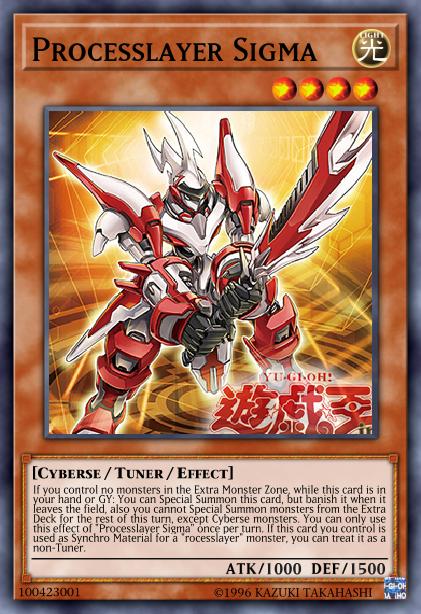 PROCESSLAYER SIGMA
LIGHT
光
YU-GI-OH!
遊戯王
[CYBERSE / TUNER / EFFECT]
If you control no monsters in the Extra Monster Zone, while this card is in
your hand or GY: You can Special Summon this card, but banish it when it
leaves the field, also you cannot Special Summon monsters from the Extra
Deck for the rest of this turn, except Cyberse monsters. You can only use
this effect of "Processlayer Sigma" once per turn. If this card you control is
used as Synchro Material for a "rocesslayer" monster, you can treat it as a
non-Tuner.
ATK/1000 DEF/1500
100423001
©1996 KAZUKI TAKAHASHI